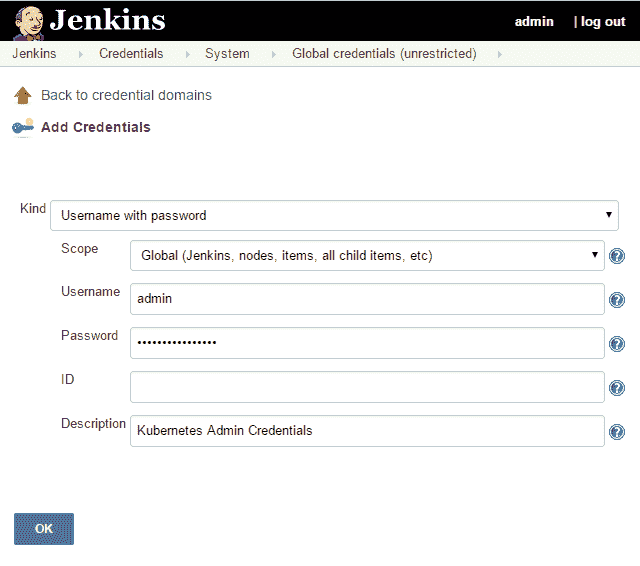 Jenkins
admin | log out
Jenkins Credentials System Global credentials (unrestricted)
Back to credential domains
Add Credentials
Kind Username with password
Scope Global (Jenkins, nodes, items, all child items, etc)
Username admin
Password ••••••••••••••••
ID
Description Kubernetes Admin Credentials
OK